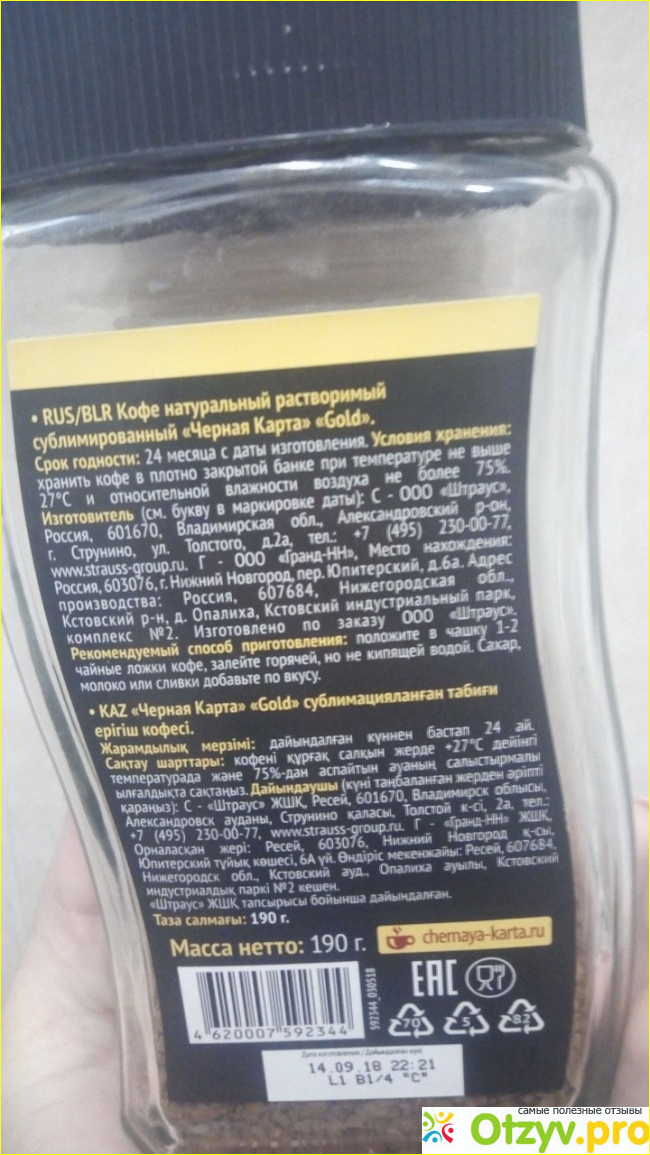 • RUS/BLR Кофе натуральный растворимый
сублимированный «Черная Карта» «Gold».
Срок годности: 24 месяца с даты изготовления. Условия хранения:
хранить кофе в плотно закрытой банке при температуре не выше
27°C и относительной влажности воздуха не более 75%.
Изготовитель (см. букву в маркировке даты): С - ООО «Штраус»,
Россия, 601670, Владимирская обл., Александровский р-он,
г. Струнино, ул. Толстого, д.2а, тел.: +7 (495) 230-00-77,
www.strauss-group.ru. Г - ООО «Гранд-НН», Место нахождения:
Россия, 603076, г. Нижний Новгород, пер. Юпитерский, д.6а. Адрес
производства: Россия, 607684, Нижегородская обл.,
Кстовский р-н, д. Опалиха, Кстовский индустриальный парк,
комплекс №2. Изготовлено по заказу ООО «Штраус».
Рекомендуемый способ приготовления: положите в чашку 1-2
чайные ложки кофе, залейте горячей, но не кипящей водой. Сахар,
молоко или сливки добавьте по вкусу.
• KAZ «Черная Карта» «Gold» сублимацияланған табиғи
ерігіш кофесі.
Жарамдылық мерзімі: дайындалған күннен бастап 24 ай.
Сақтау шарттары: кофені құрғақ салқын жерде +27°C дейінгі
температурада және 75%-дан аспайтын ауаның салыстырмалы
ылғалдықта сақтаңыз. Дайындаушы (күні таңбаланған жерден әріпті
қараңыз): С - «Штраус» ЖШҚ, Ресей, 601670, Владимирск облысы,
Александровск ауданы, Струнино қаласы, Толстой к-сі, 2а, тел.:
+7 (495) 230-00-77, www.strauss-group.ru. Г - «Гранд-НН» ЖШҚ,
Орналасқан жері: Ресей, 603076, Нижний Новгород қ-сы,
Юпитерский тұйық көшесі, 6А үй. Өндіріс мекенжайы: Ресей, 607684,
Нижегородск обл., Кстовский ауд., Опалиха ауылы, Кстовский
индустриалдық паркі №2 кешен.
«Штраус» ЖШҚ тапсырысы бойынша дайындалған.
Таза салмағы: 190 г.
Масса нетто: 190 г.
chernaya-karta.ru
592344_030518
EAC
4 620007 592344
70
5
82
Дата изготовления: / Дайындалған күні:
14.09.18 22:21
L1 B1/4 "C"
самые полезные отзывы
Otzyv.pro